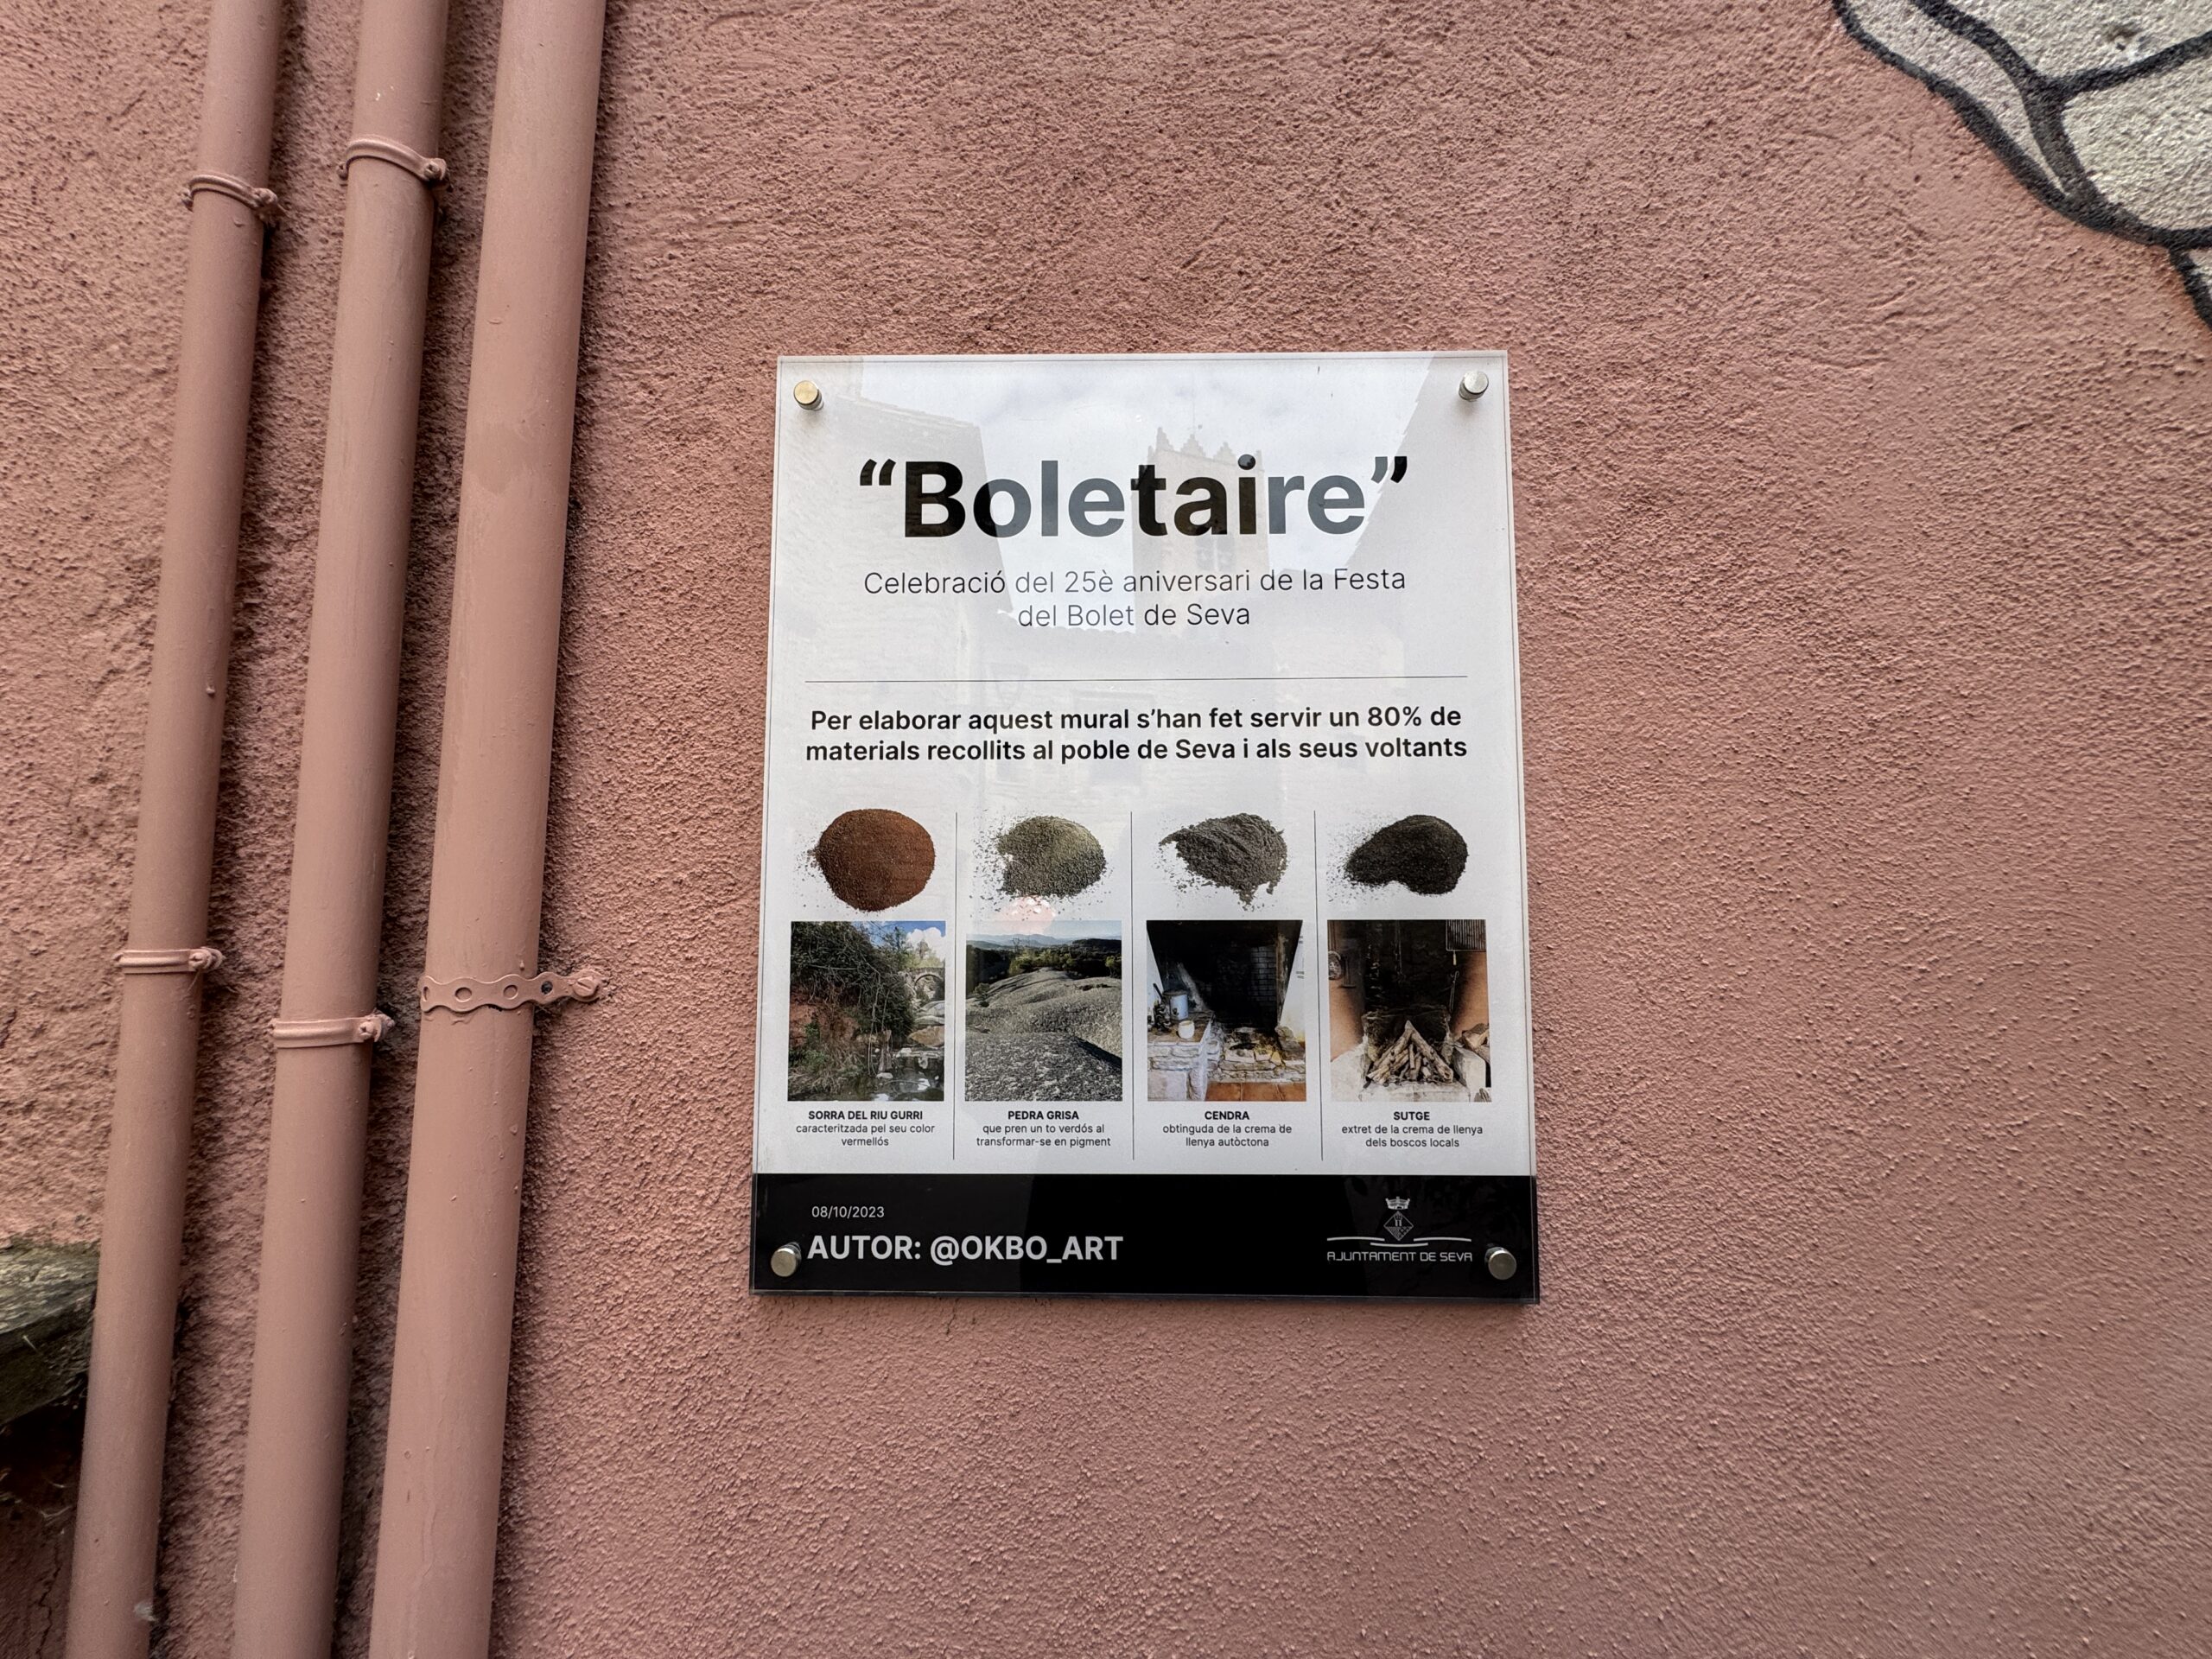 “Boletaire”
Celebració del 25è aniversari de la Festa
del Bolet de Seva
Per elaborar aquest mural s’han fet servir un 80% de
materials recollits al poble de Seva i als seus voltants
SORRA DEL RIU GURRI
caracteritzada pel seu color
vermellós
PEDRA GRISA
que pren un to verdós al
transformar-se en pigment
CENDRA
obtinguda de la crema de
llenya autòctona
SUTGE
extret de la crema de llenya
dels boscos locals
08/10/2023
AUTOR: @OKBO_ART
AJUNTAMENT DE SEVA